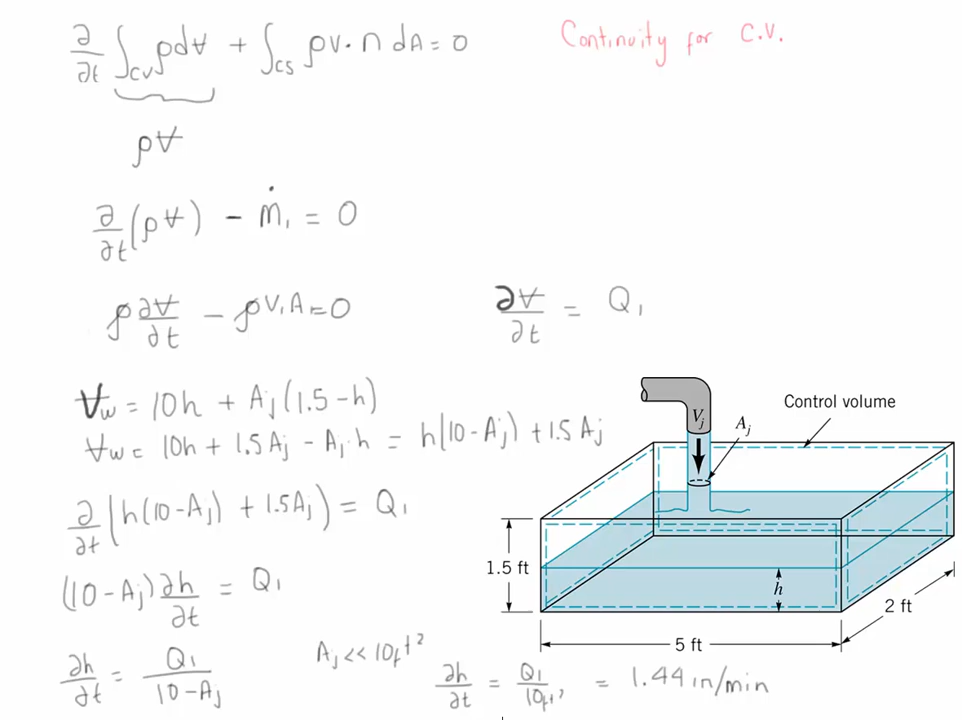 ∂/∂t ∫CV ρd∀ + ∫CS ρv·n dA = 0
Continuity for C.V.
ρ∀
∂/∂t (ρ∀) − ṁ₁ = 0
ρ ∂∀/∂t − ρV₁A₁ = 0
∂∀/∂t = Q₁
∀w = 10h + Aj(1.5 − h)
∀w = 10h + 1.5Aj − Aj·h = h(10 − Aj) + 1.5Aj
∂/∂t (h(10 − Aj) + 1.5Aj) = Q₁
(10 − Aj) ∂h/∂t = Q₁
∂h/∂t = Q₁/(10 − Aj)
Aj << 10ft²
∂h/∂t = Q₁/10ft² = 1.44 in/min
Control volume
Vj
Aj
1.5 ft
h
2 ft
5 ft